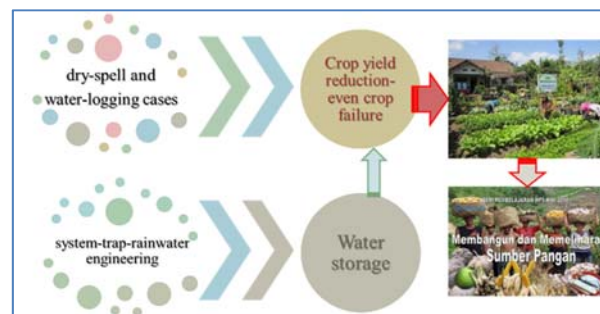 dry-spell and
water-logging cases
Crop yield
reduction-
even crop
failure
system-trap-rainwater
engineering
Water
storage
Membangun dan Memelihara
Sumber Pangan